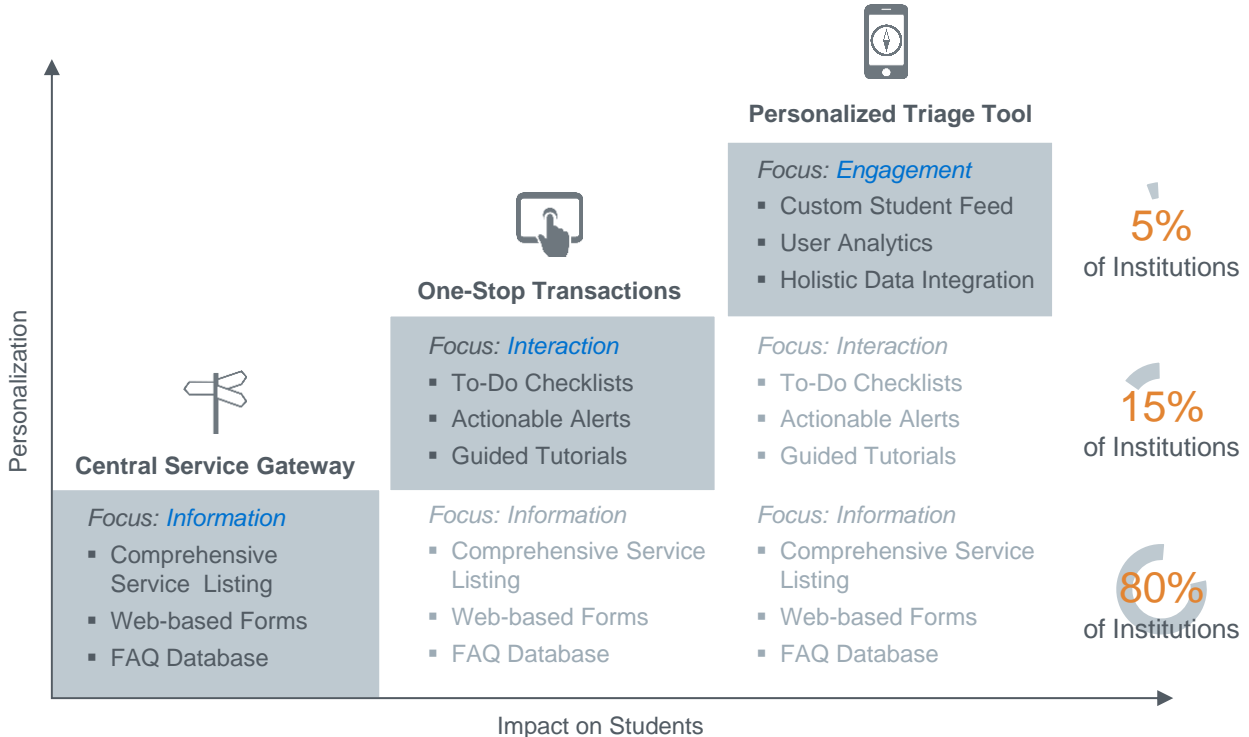 Personalized Triage Tool
Focus: Engagement
▪ Custom Student Feed
▪ User Analytics
▪ Holistic Data Integration
5%
of Institutions
One-Stop Transactions
Focus: Interaction
▪ To-Do Checklists
▪ Actionable Alerts
▪ Guided Tutorials
Focus: Interaction
▪ To-Do Checklists
▪ Actionable Alerts
▪ Guided Tutorials
15%
of Institutions
Personalization
Central Service Gateway
Focus: Information
▪ Comprehensive
Service Listing
▪ Web-based Forms
▪ FAQ Database
Focus: Information
▪ Comprehensive Service
Listing
▪ Web-based Forms
▪ FAQ Database
Focus: Information
▪ Comprehensive Service
Listing
▪ Web-based Forms
▪ FAQ Database
80%
of Institutions
Impact on Students